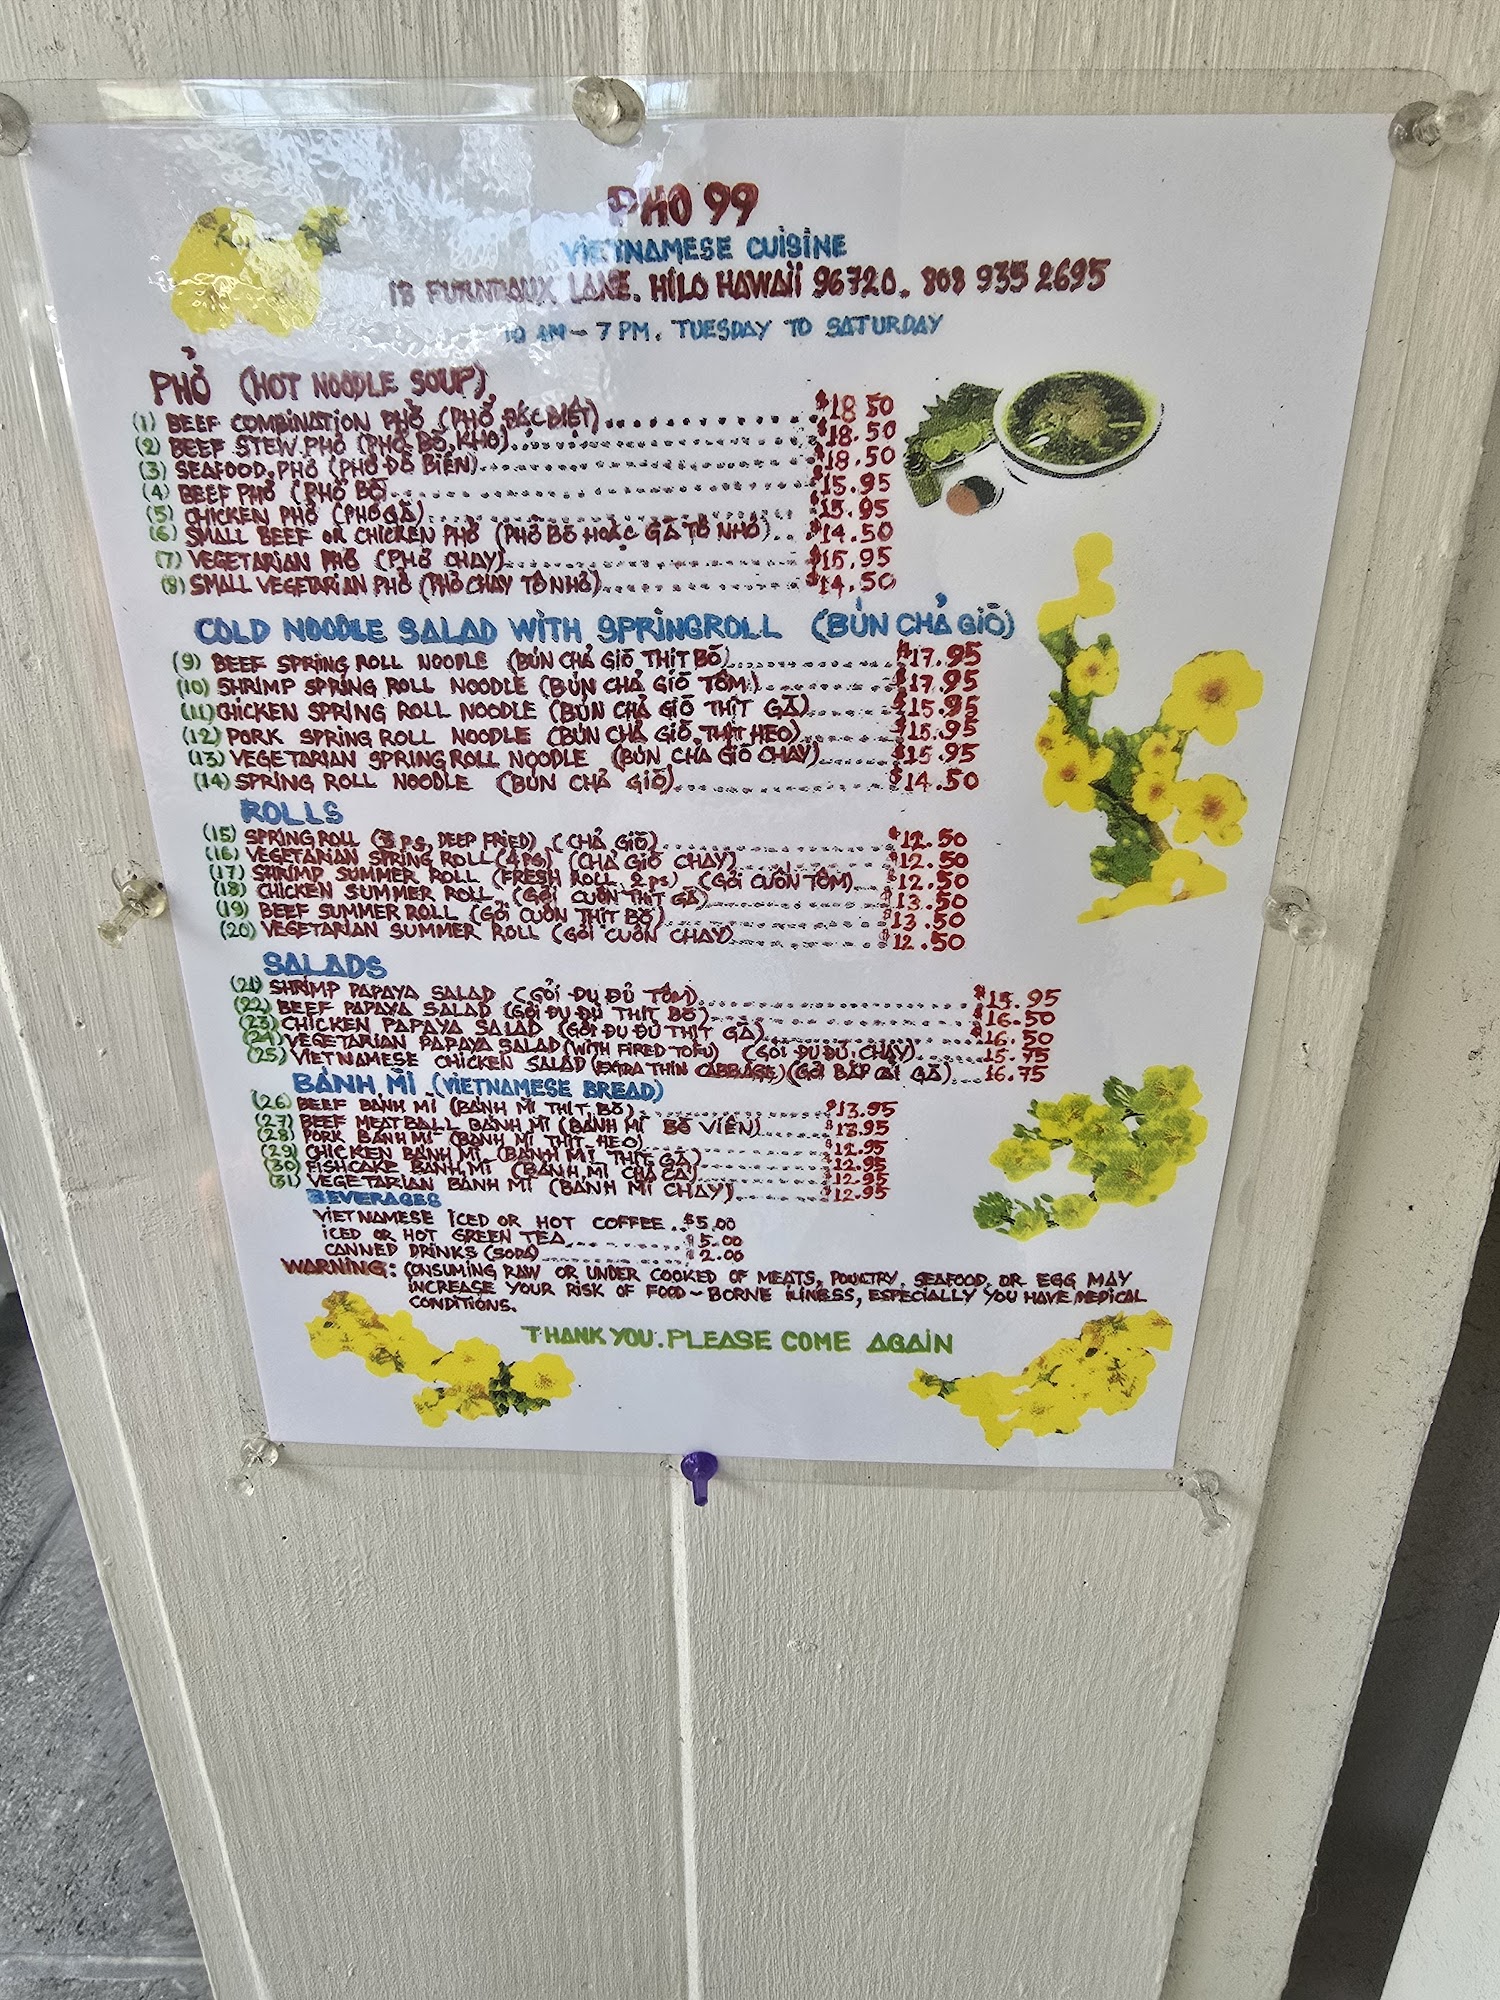 PHO 99
VIETNAMESE CUISINE
LANE. HILO HAWAII 96720. 808 935 2695
10 AM - 7 PM. TUESDAY TO SATURDAY
PHỞ (HOT NOODLE SOUP)
(1) BEEF COMBINATION PHỞ (PHỞ ĐẶC BIỆT) $18.50
(2) BEEF STEW PHỞ (PHỞ BÒ KHO) $18.50
(3) SEAFOOD PHỞ (PHỞ ĐỒ BIỂN) $18.50
(4) BEEF PHỞ (PHỞ BÒ $15.95
(5) CHICKEN PHỞ (PHỞ GÀ) $15.95
(6) SMALL BEEF OR CHICKEN PHỞ (PHỞ BÒ HOẶC GÀ TÔ NHỎ) $14.50
(7) VEGETARIAN PHỞ (PHỞ CHAY) $15.95
(8) SMALL VEGETARIAN PHỞ (PHỞ CHAY TÔ NHỎ) $14.50
COLD NOODLE SALAD WITH SPRINGROLL (BÚN CHẢ GIÒ)
(9) BEEF SPRING ROLL NOODLE (BÚN CHẢ GIÒ THỊT BÒ) $17.95
(10) SHRIMP SPRING ROLL NOODLE (BÚN CHẢ GIÒ TÔM) $17.95
(11) CHICKEN SPRING ROLL NOODLE (BÚN CHẢ GIÒ THỊT GÀ) $15.95
(12) PORK SPRING ROLL NOODLE (BÚN CHẢ GIÒ THỊT HEO) $15.95
(13) VEGETARIAN SPRING ROLL NOODLE (BÚN CHẢ GIÒ CHAY) $15.95
(14) SPRING ROLL NOODLE (BÚN CHẢ GIÒ) $14.50
ROLLS
(15) SPRING ROLL (3 ps, DEEP FRIED) (CHẢ GIÒ) $12.50
(16) VEGETARIAN SPRING ROLL (4 ps) (CHẢ GIÒ CHAY) $12.50
(17) SHRIMP SUMMER ROLL (FRESH ROLL 2 ps) (GỎI CUỐN TÔM) $12.50
(18) CHICKEN SUMMER ROLL (GỎI CUỐN THỊT GÀ) $13.50
(19) BEEF SUMMER ROLL (GỎI CUỐN THỊT BÒ) $13.50
(20) VEGETARIAN SUMMER ROLL (GỎI CUỐN CHAY) $12.50
SALADS
(21) SHRIMP PAPAYA SALAD (GỎI ĐU ĐỦ TÔM) $15.95
(22) BEEF PAPAYA SALAD (GỎI ĐU ĐỦ THỊT BÒ) $16.50
(23) CHICKEN PAPAYA SALAD (GỎI ĐU ĐỦ THỊT GÀ) $16.50
(24) VEGETARIAN PAPAYA SALAD (WITH FIRED TOFU) (GỎI ĐU ĐỦ CHAY) 15.75
(25) VIETNAMESE CHICKEN SALAD (EXTRA THIN CABBAGE) (GỎI BẮP CẢI GÀ) 16.75
BÁNH MÌ (VIETNAMESE BREAD)
(26) BEEF BÁNH MÌ (BÁNH MÌ THỊT BÒ) $13.95
(27) BEEF MEATBALL BÁNH MÌ (BÁNH MÌ BÒ VIÊN) $13.95
(28) PORK BÁNH MÌ (BÁNH MÌ THỊT HEO) $12.95
(29) CHICKEN BÁNH MÌ (BÁNH MÌ THỊT GÀ) $12.95
(30) FISHCAKE BÁNH MÌ (BÁNH MÌ CHẢ CÁ) $12.95
(31) VEGETARIAN BÁNH MÌ (BÁNH MÌ CHAY) $12.95
BEVERAGES
VIETNAMESE ICED OR HOT COFFEE $5.00
ICED OR HOT GREEN TEA $5.00
CANNED DRINKS (SODA) $2.00
WARNING: CONSUMING RAW OR UNDER COOKED OF MEATS, POULTRY, SEAFOOD, OR EGG MAY
INCREASE YOUR RISK OF FOOD - BORNE ILINESS, ESPECIALLY YOU HAVE MEDICAL
CONDITIONS.
THANK YOU. PLEASE COME AGAIN